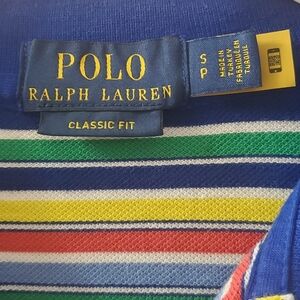 POLO
RALPH LAUREN
CLASSIC FIT
S
P
MADE IN
TURKEY
FABRIQUÉ EN
TURQUIE